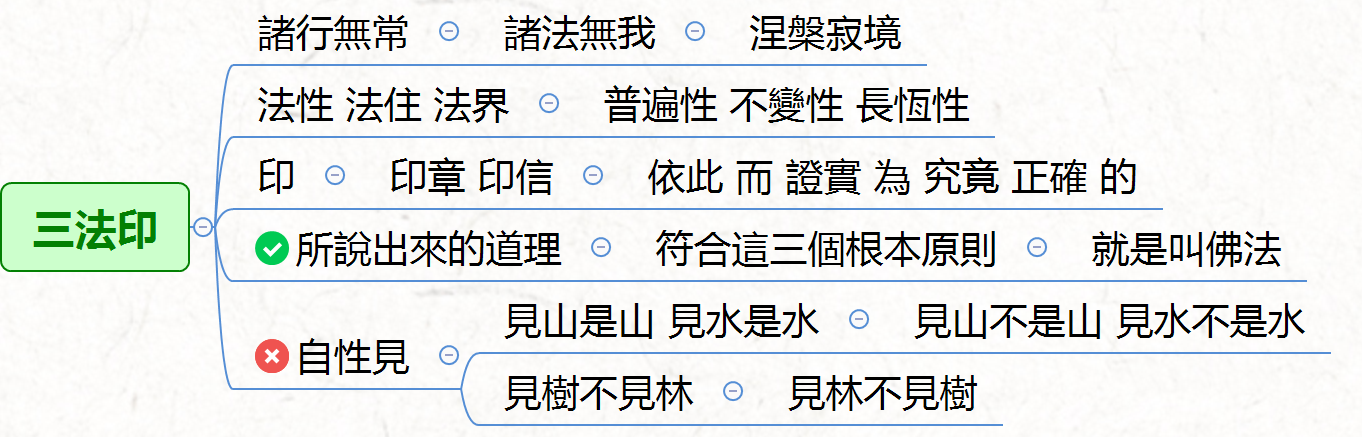 諸行無常 諸法無我 涅槃寂境
法性 法住 法界 普遍性 不變性 長恆性
印 印章 印信 依此 而 證實 為 究竟 正確 的
三法印
所說出來的道理 符合這三個根本原則 就是叫佛法
見山是山 見水是水 見山不是山 見水不是水
自性見
見樹不見林 見林不見樹